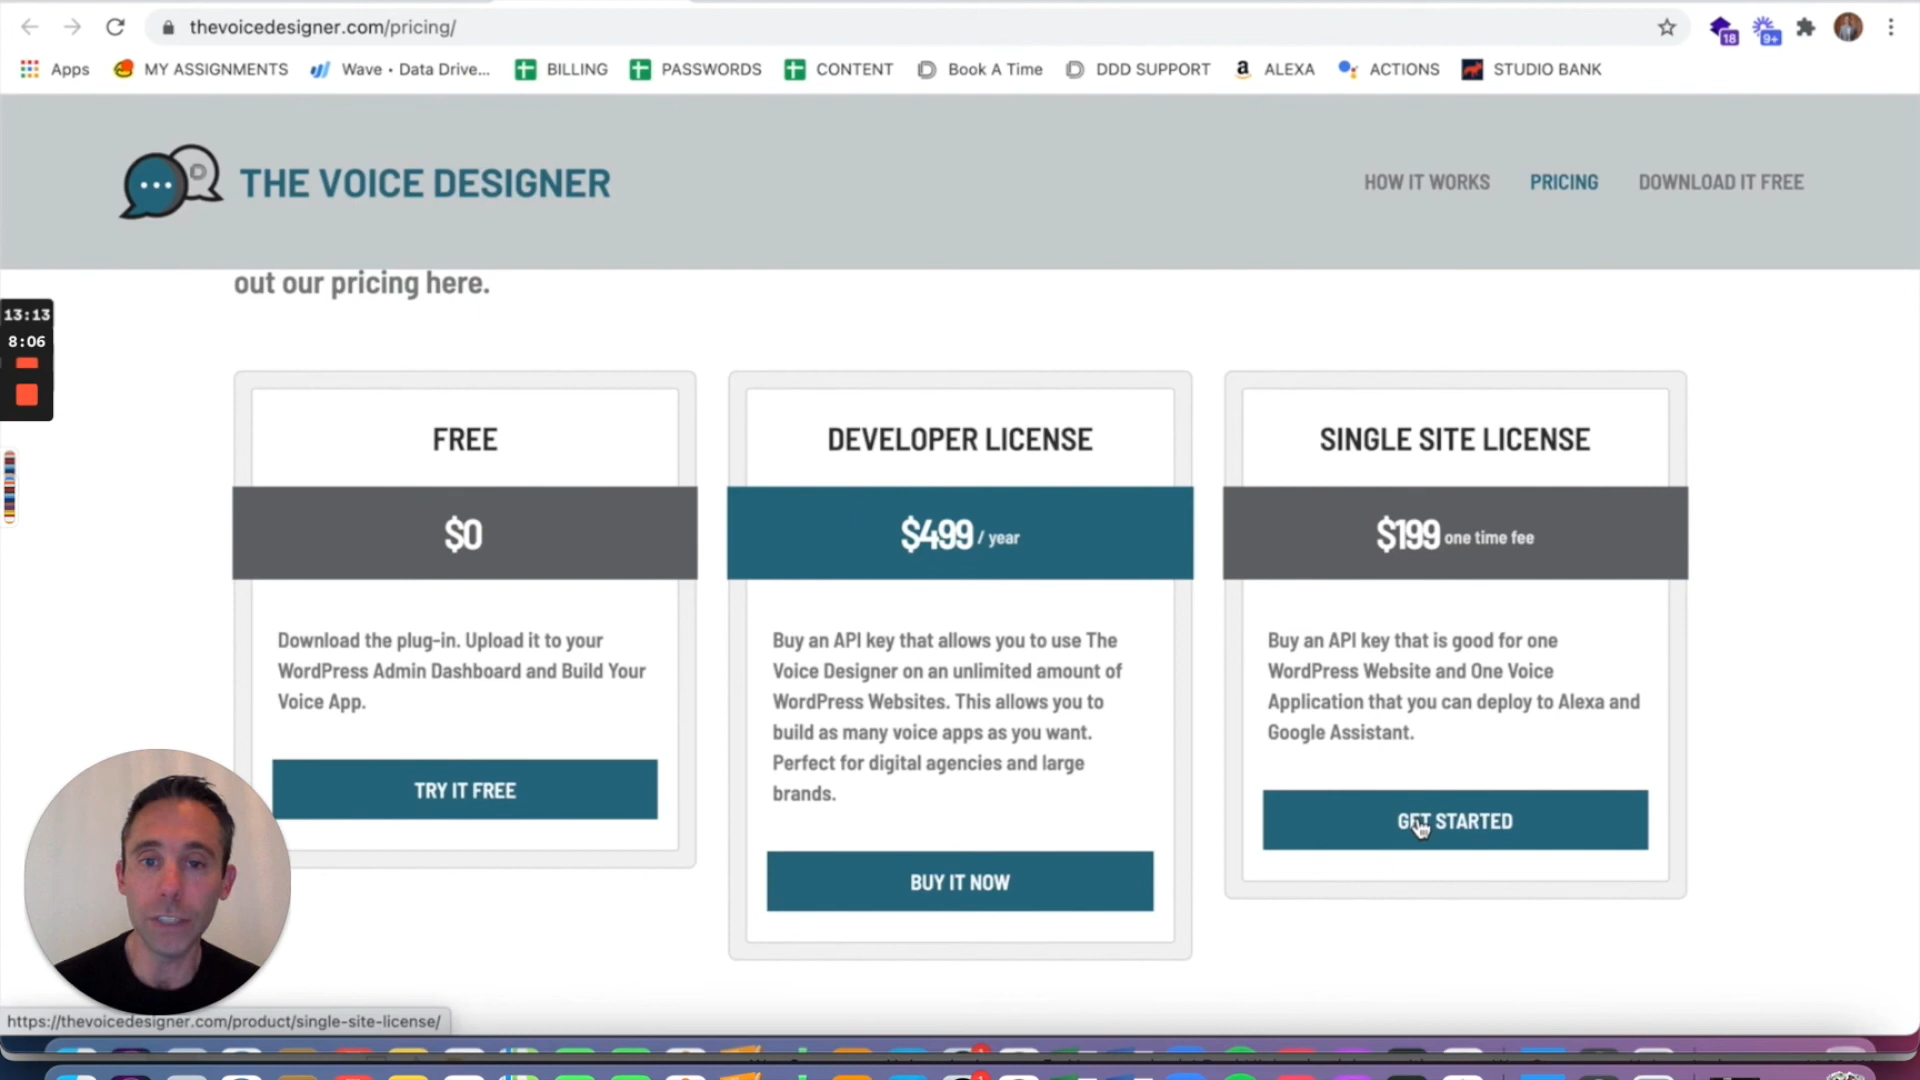 thevoicedesigner.com/pricing/
18
9+
Apps
MY ASSIGNMENTS
Wave • Data Drive...
BILLING
PASSWORDS
CONTENT
Book A Time
DDD SUPPORT
ALEXA
ACTIONS
STUDIO BANK
D
THE VOICE DESIGNER
HOW IT WORKS
PRICING
DOWNLOAD IT FREE
out our pricing here.
13:13
8:06
FREE
$0
Download the plug-in. Upload it to your
WordPress Admin Dashboard and Build Your
Voice App.
TRY IT FREE
DEVELOPER LICENSE
$499 / year
Buy an API key that allows you to use The
Voice Designer on an unlimited amount of
WordPress Websites. This allows you to
build as many voice apps as you want.
Perfect for digital agencies and large
brands.
BUY IT NOW
SINGLE SITE LICENSE
$199 one time fee
Buy an API key that is good for one
WordPress Website and One Voice
Application that you can deploy to Alexa and
Google Assistant.
GET STARTED
https://thevoicedesigner.com/product/single-site-license/